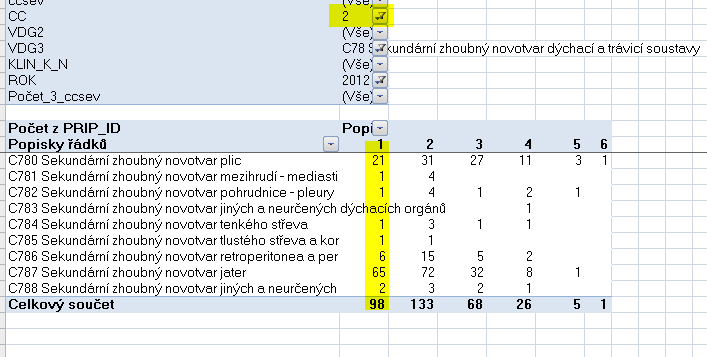 ccsev (Vše)
CC 2
VDG2 (Vše)
VDG3 C78 Sekundární zhoubný novotvar dýchací a trávicí soustavy
KLIN_K_N (Vše)
ROK 2012
Počet_3_ccsev (Vše)
Počet z PRIP_ID Popi
Popisky řádků 1 2 3 4 5 6
C780 Sekundární zhoubný novotvar plic 21 31 27 11 3 1
C781 Sekundární zhoubný novotvar mezihrudí - mediasti 1 4
C782 Sekundární zhoubný novotvar pohrudnice - pleury 1 4 1 2 1
C783 Sekundární zhoubný novotvar jiných a neurčených dýchacích orgánů 1
C784 Sekundární zhoubný novotvar tenkého střeva 1 3 1 1
C785 Sekundární zhoubný novotvar tlustého střeva a kor 1 1
C786 Sekundární zhoubný novotvar retroperitonea a per 6 15 5 2
C787 Sekundární zhoubný novotvar jater 65 72 32 8 1
C788 Sekundární zhoubný novotvar jiných a neurčených 2 3 2 1
Celkový součet 98 133 68 26 5 1